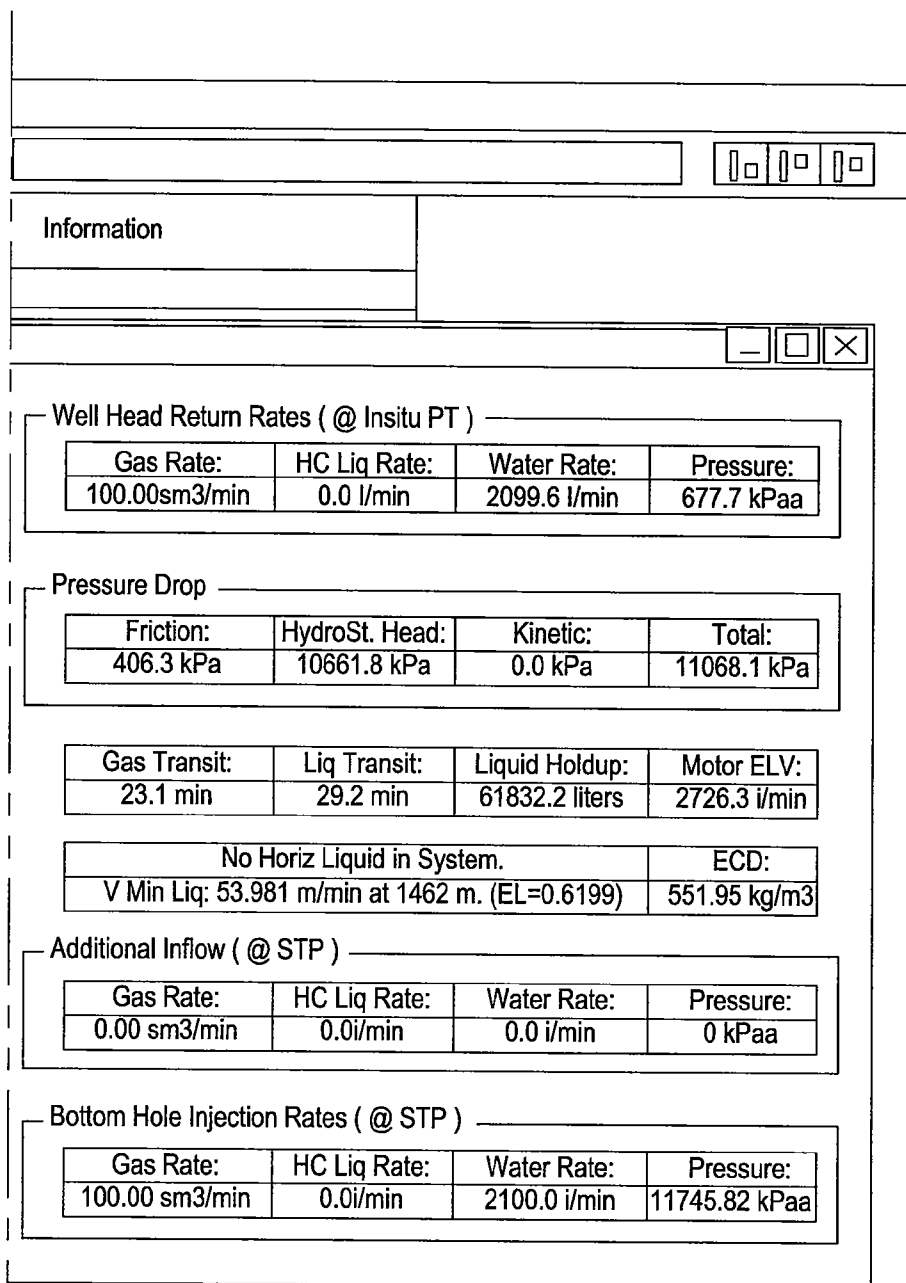 Information
Well Head Return Rates ( @ Insitu PT )
Gas Rate: HC Liq Rate: Water Rate: Pressure:
100.00sm3/min 0.0 l/min 2099.6 l/min 677.7 kPaa
Pressure Drop
Friction: HydroSt. Head: Kinetic: Total:
406.3 kPa 10661.8 kPa 0.0 kPa 11068.1 kPa
Gas Transit: Liq Transit: Liquid Holdup: Motor ELV:
23.1 min 29.2 min 61832.2 liters 2726.3 i/min
No Horiz Liquid in System. ECD:
V Min Liq: 53.981 m/min at 1462 m. (EL=0.6199) 551.95 kg/m3
Additional Inflow ( @ STP )
Gas Rate: HC Liq Rate: Water Rate: Pressure:
0.00 sm3/min 0.0i/min 0.0 i/min 0 kPaa
Bottom Hole Injection Rates ( @ STP )
Gas Rate: HC Liq Rate: Water Rate: Pressure:
100.00 sm3/min 0.0i/min 2100.0 i/min 11745.82 kPaa